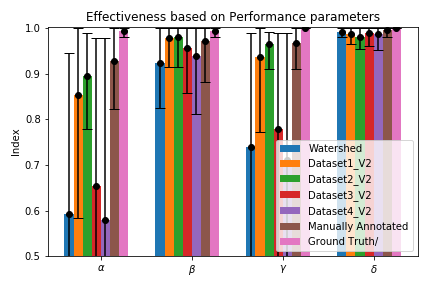 Effectiveness based on Performance parameters
1.0
0.9
0.8
0.7
0.6
0.5
Index
Watershed
Dataset1_V2
Dataset2_V2
Dataset3_V2
Dataset4_V2
Manually Annotated
Ground Truth/
α β γ δ